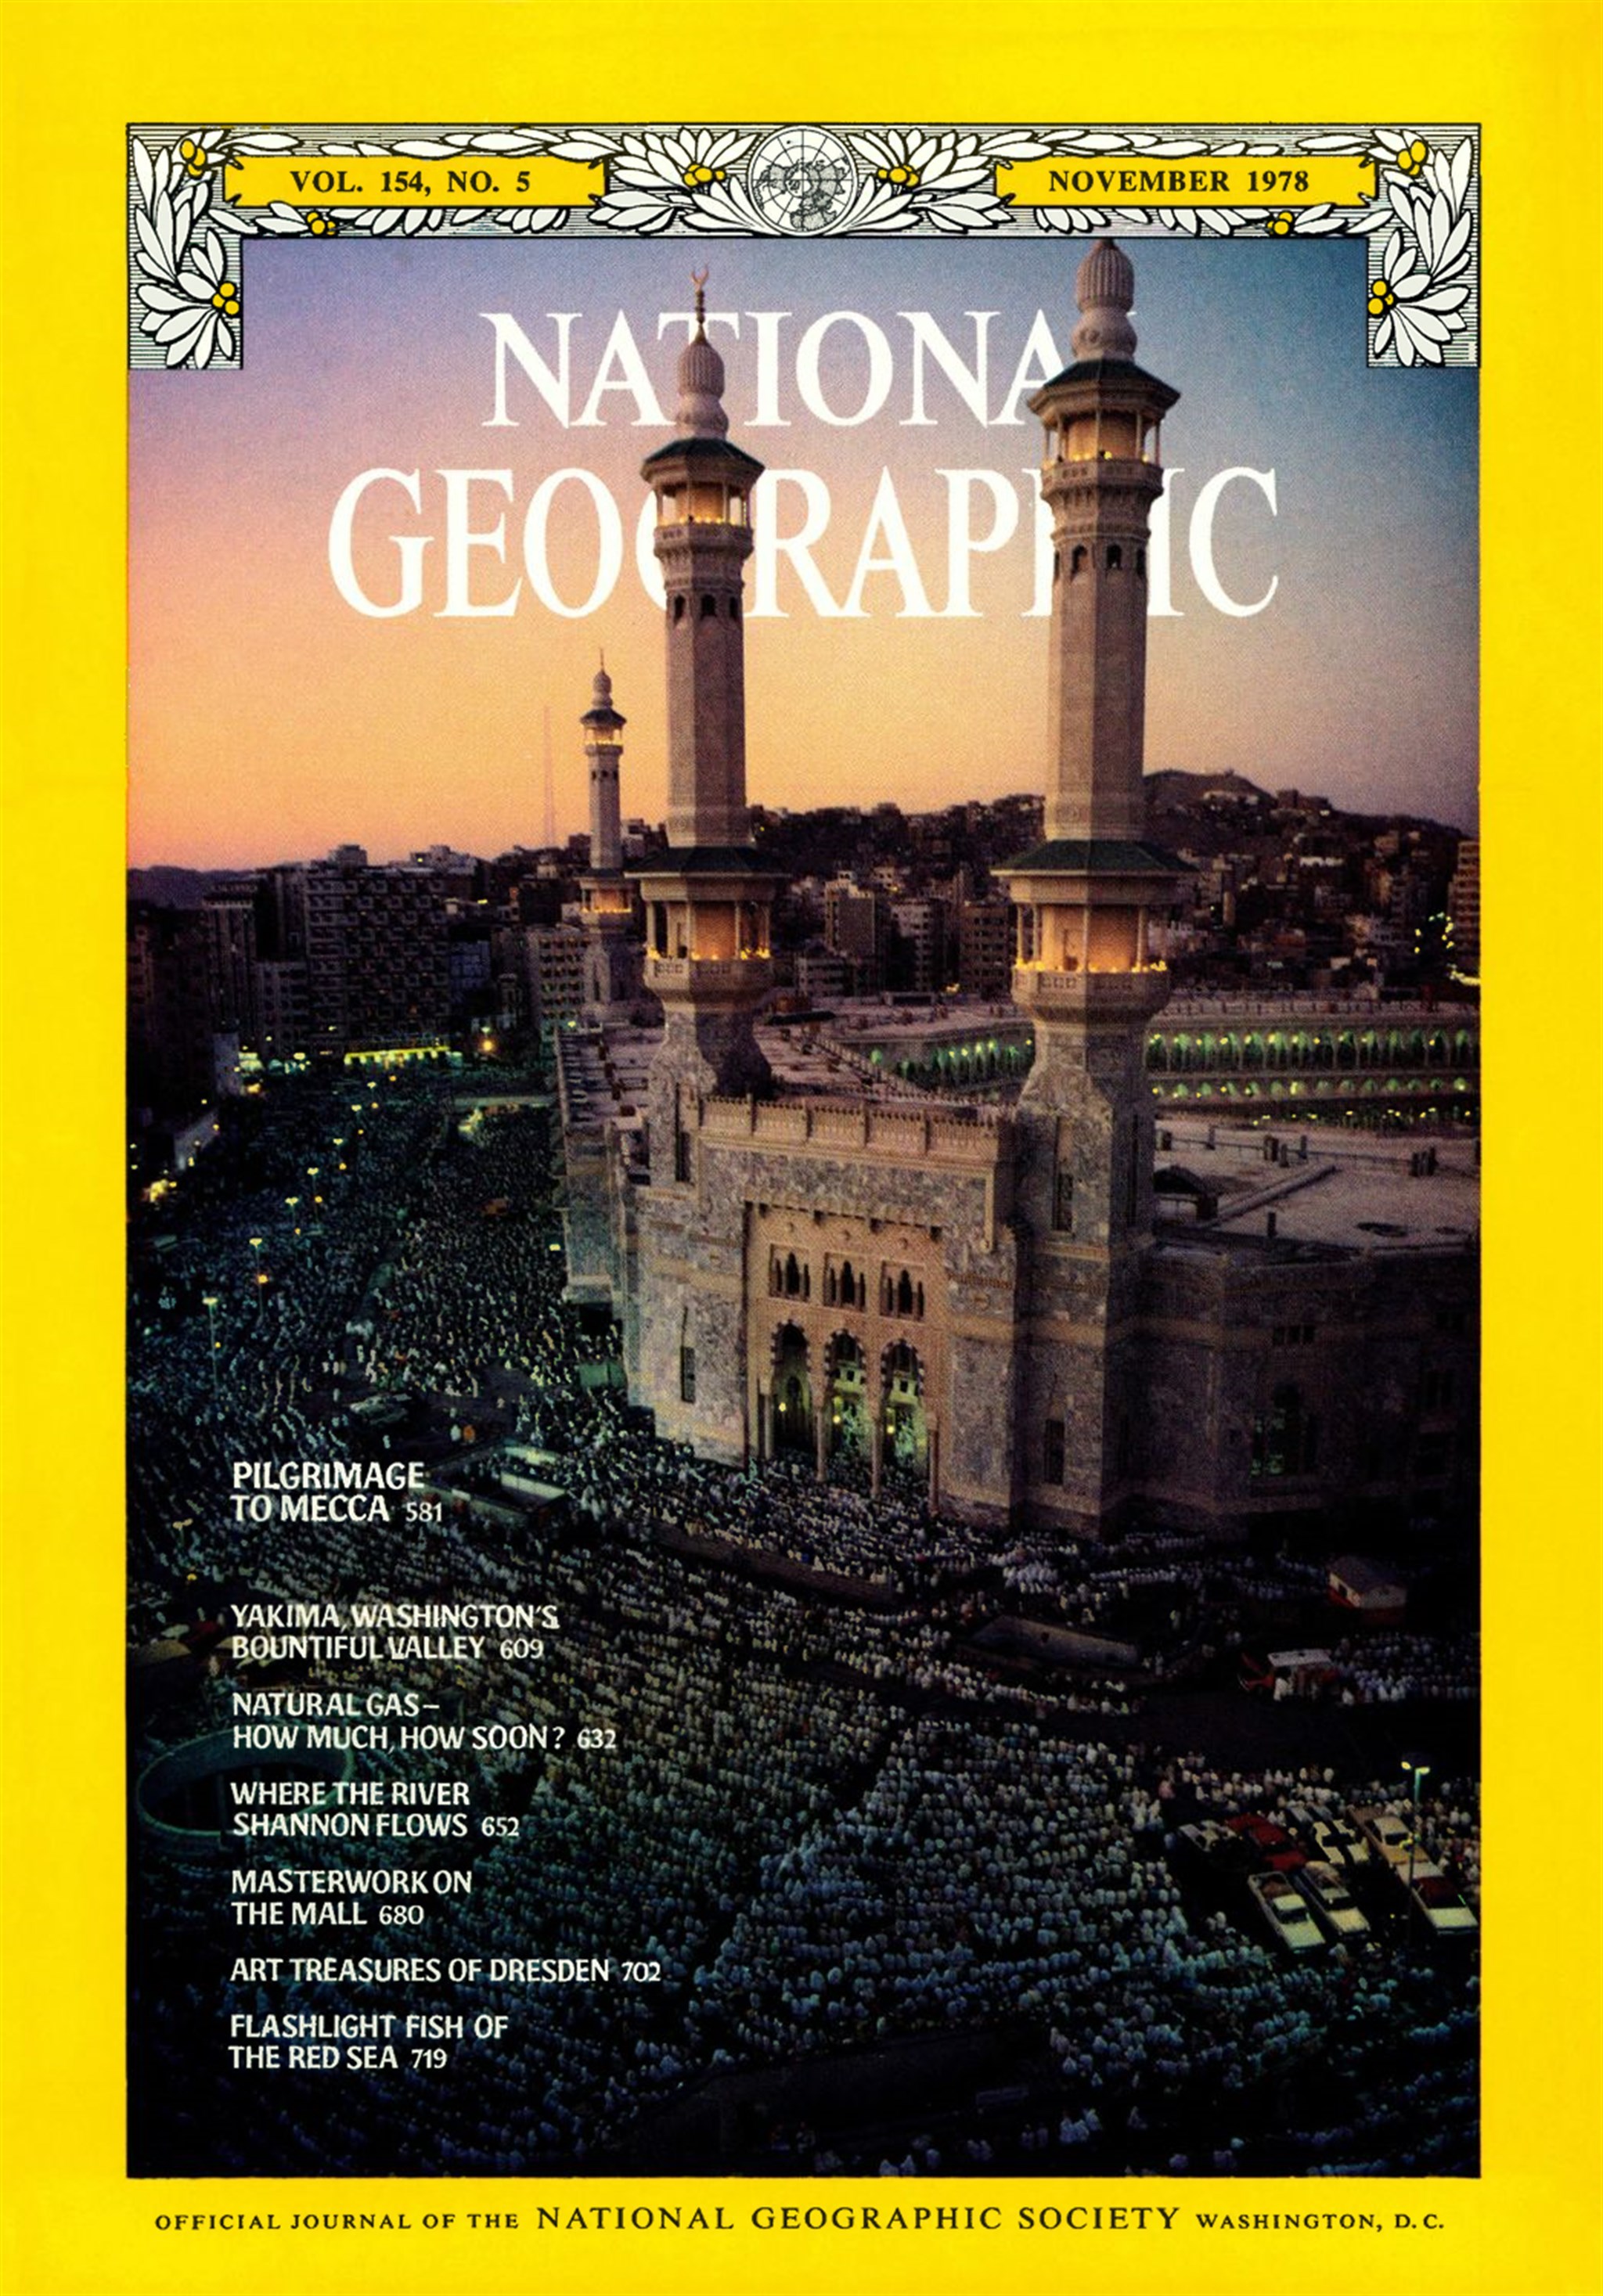 VOL. 154, NO. 5
NOVEMBER 1978
NATIONAL
GEOGRAPHIC
PILGRIMAGE
TO MECCA 581
YAKIMA, WASHINGTON'S
BOUNTIFUL VALLEY 609
NATURAL GAS—
HOW MUCH, HOW SOON? 632
WHERE THE RIVER
SHANNON FLOWS 652
MASTERWORK ON
THE MALL 680
ART TREASURES OF DRESDEN 702
FLASHLIGHT FISH OF
THE RED SEA 719
OFFICIAL JOURNAL OF THE NATIONAL GEOGRAPHIC SOCIETY WASHINGTON, D.C.